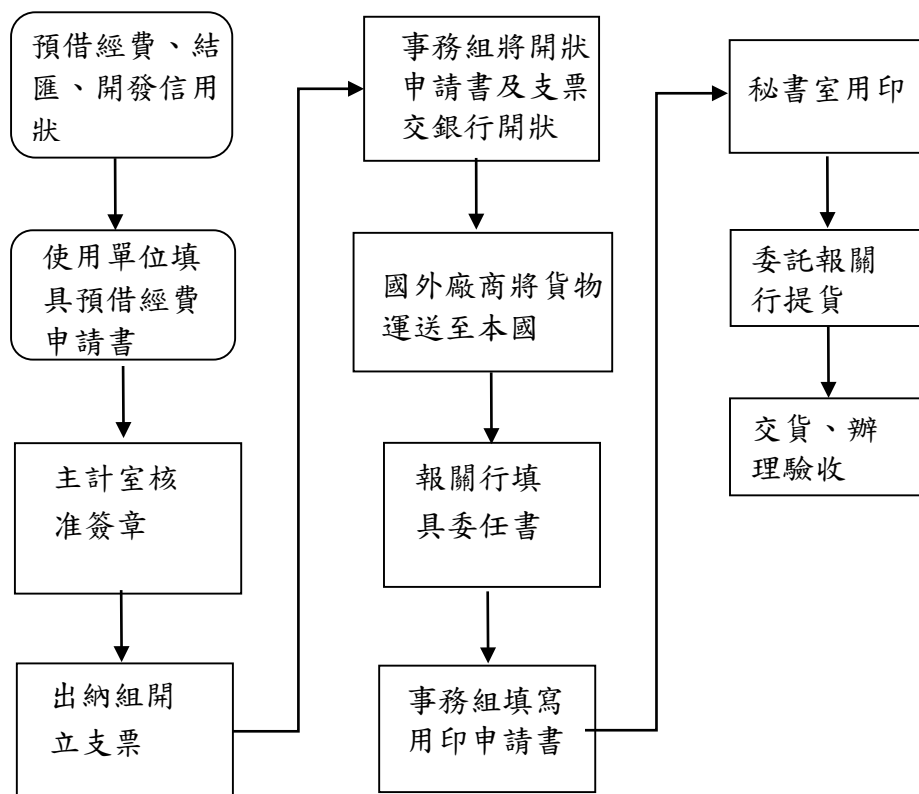 預借經費、結
匯、開發信用
狀
使用單位填
具預借經費
申請書
主計室核
准簽章
出納組開
立支票
事務組將開狀
申請書及支票
交銀行開狀
國外廠商將貨物
運送至本國
報關行填
具委任書
事務組填寫
用印申請書
秘書室用印
委託報關
行提貨
交貨、辦
理驗收